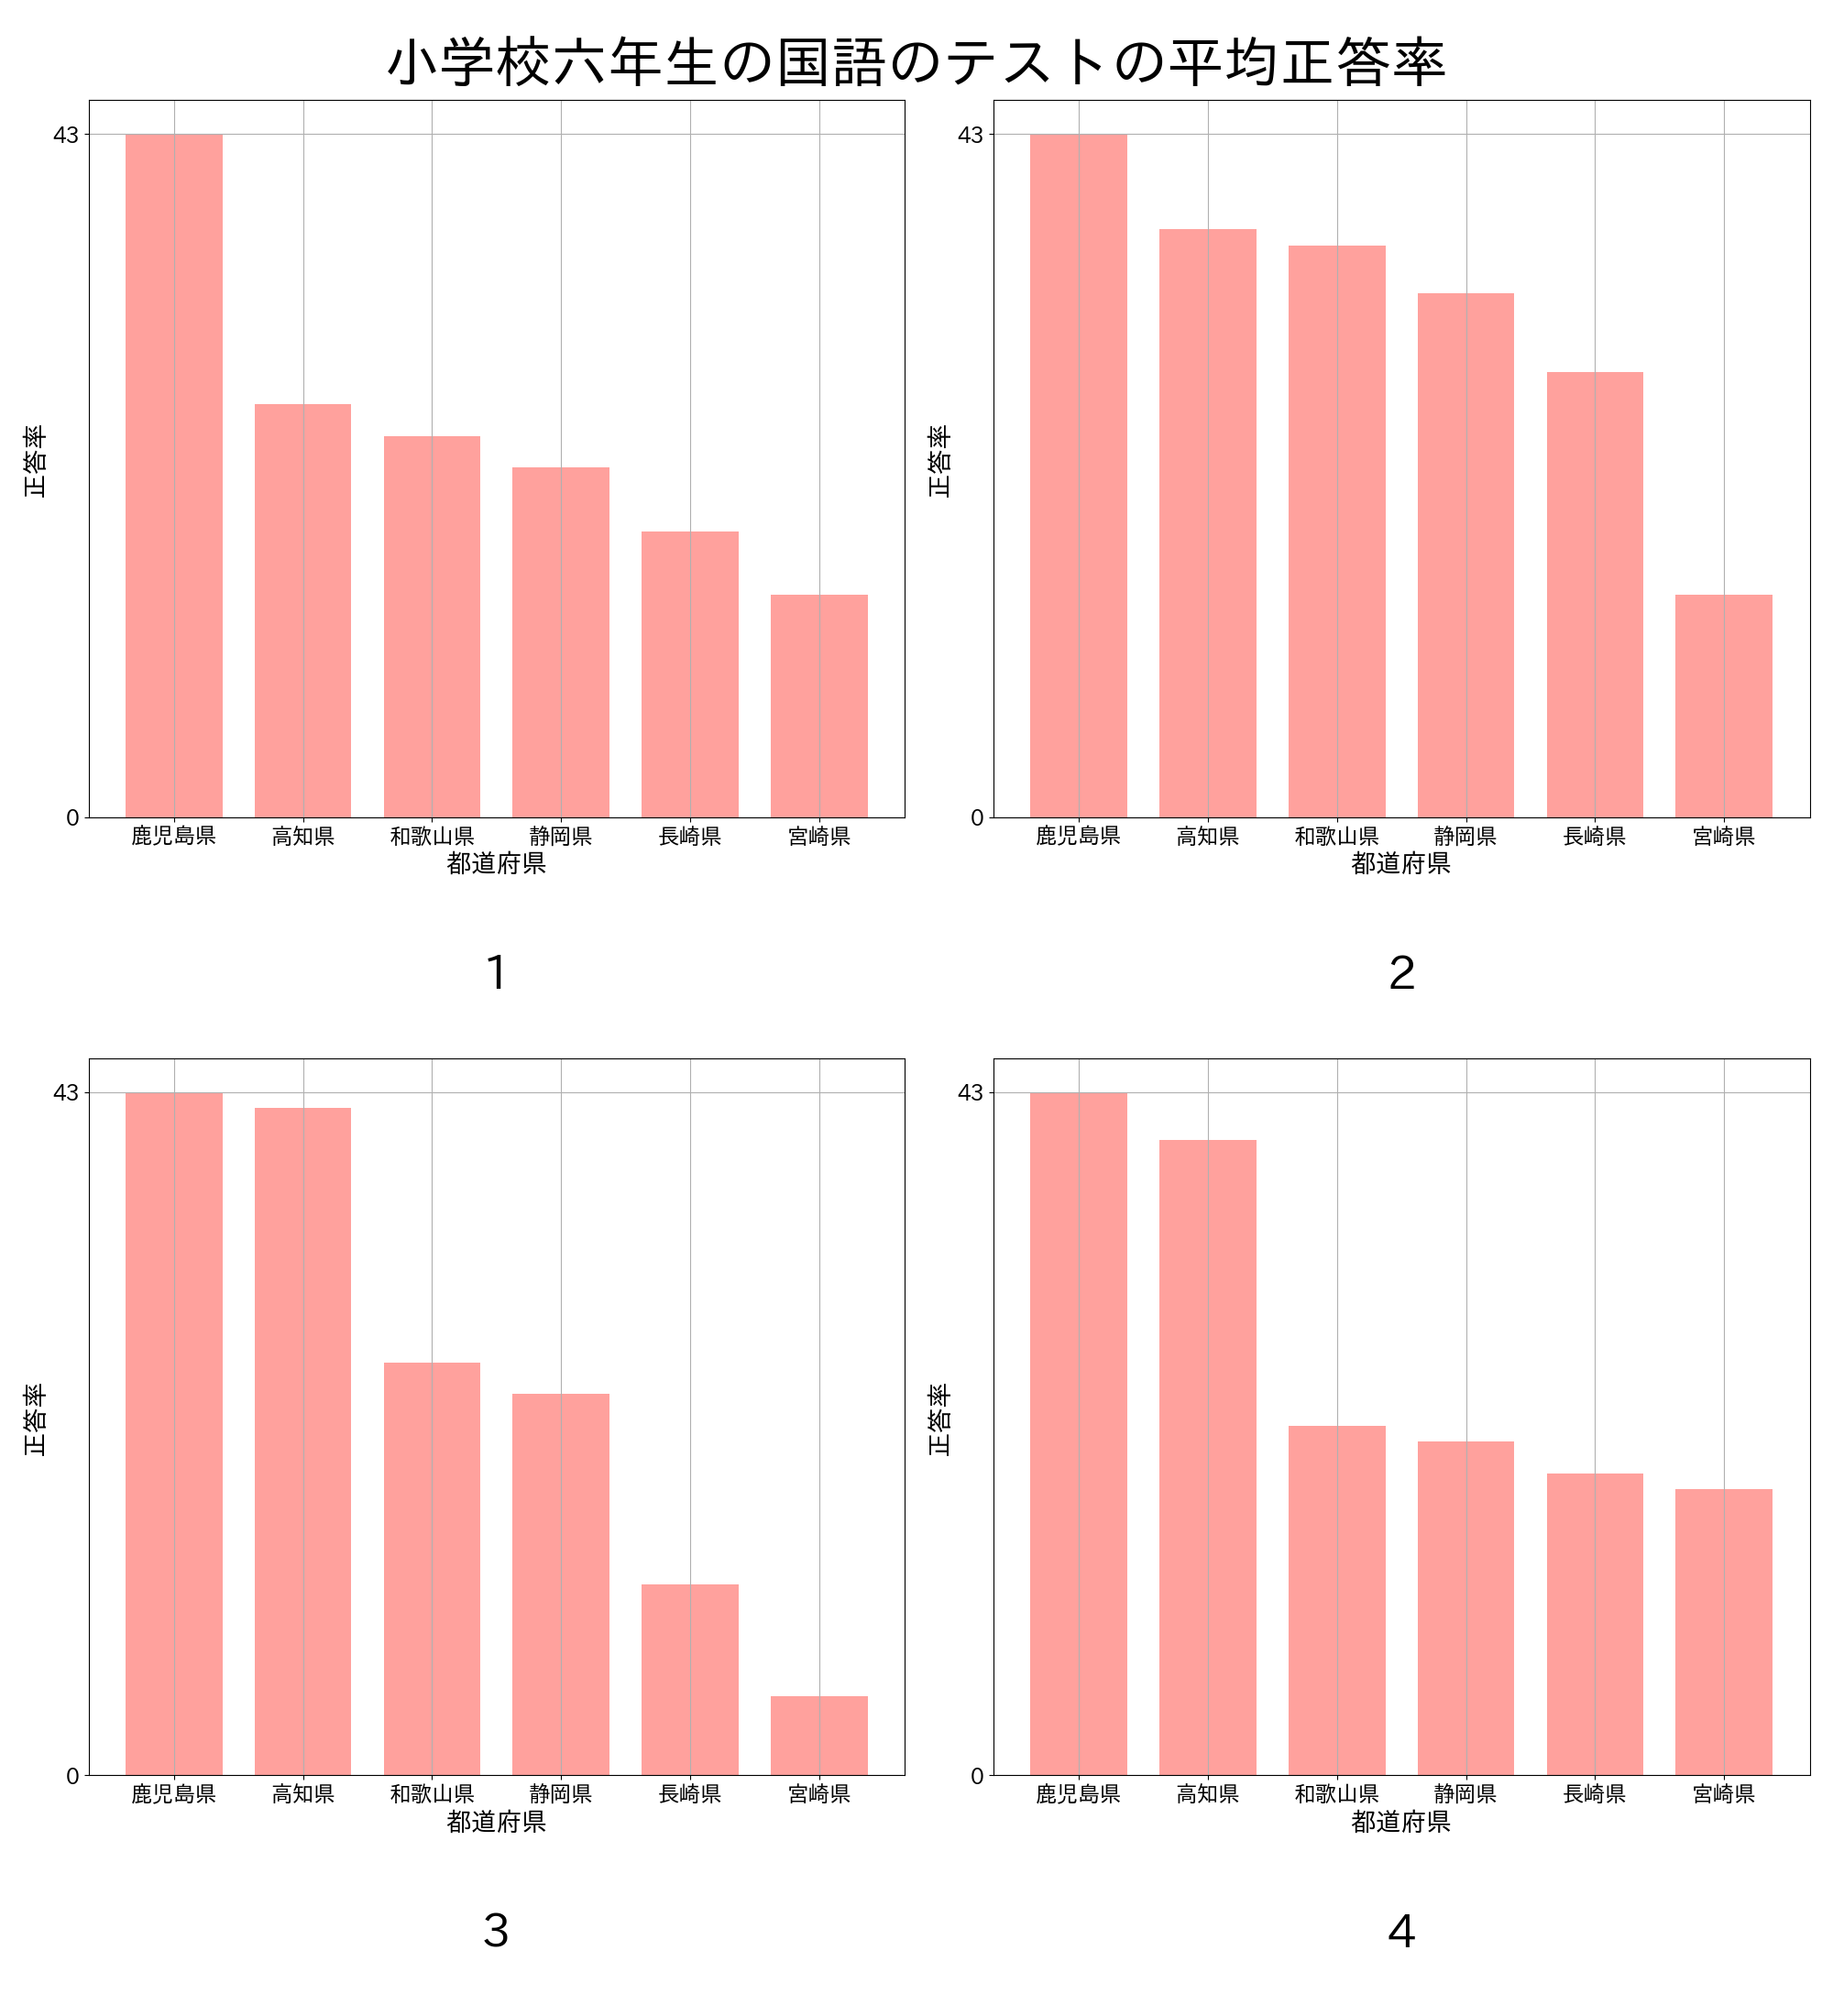 小学校六年生の国語のテストの平均正答率
43
0
正答率
鹿児島県 高知県 和歌山県 静岡県 長崎県 宮崎県
都道府県
1
43
0
正答率
鹿児島県 高知県 和歌山県 静岡県 長崎県 宮崎県
都道府県
2
43
0
正答率
鹿児島県 高知県 和歌山県 静岡県 長崎県 宮崎県
都道府県
3
43
0
正答率
鹿児島県 高知県 和歌山県 静岡県 長崎県 宮崎県
都道府県
4